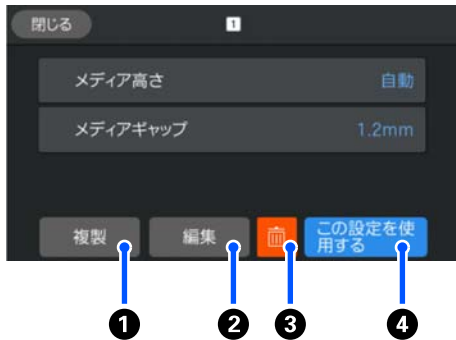 閉じる
1
メディア高さ 自動
メディアギャップ 1.2mm
複製 編集 この設定を使
用する
1 2 3 4